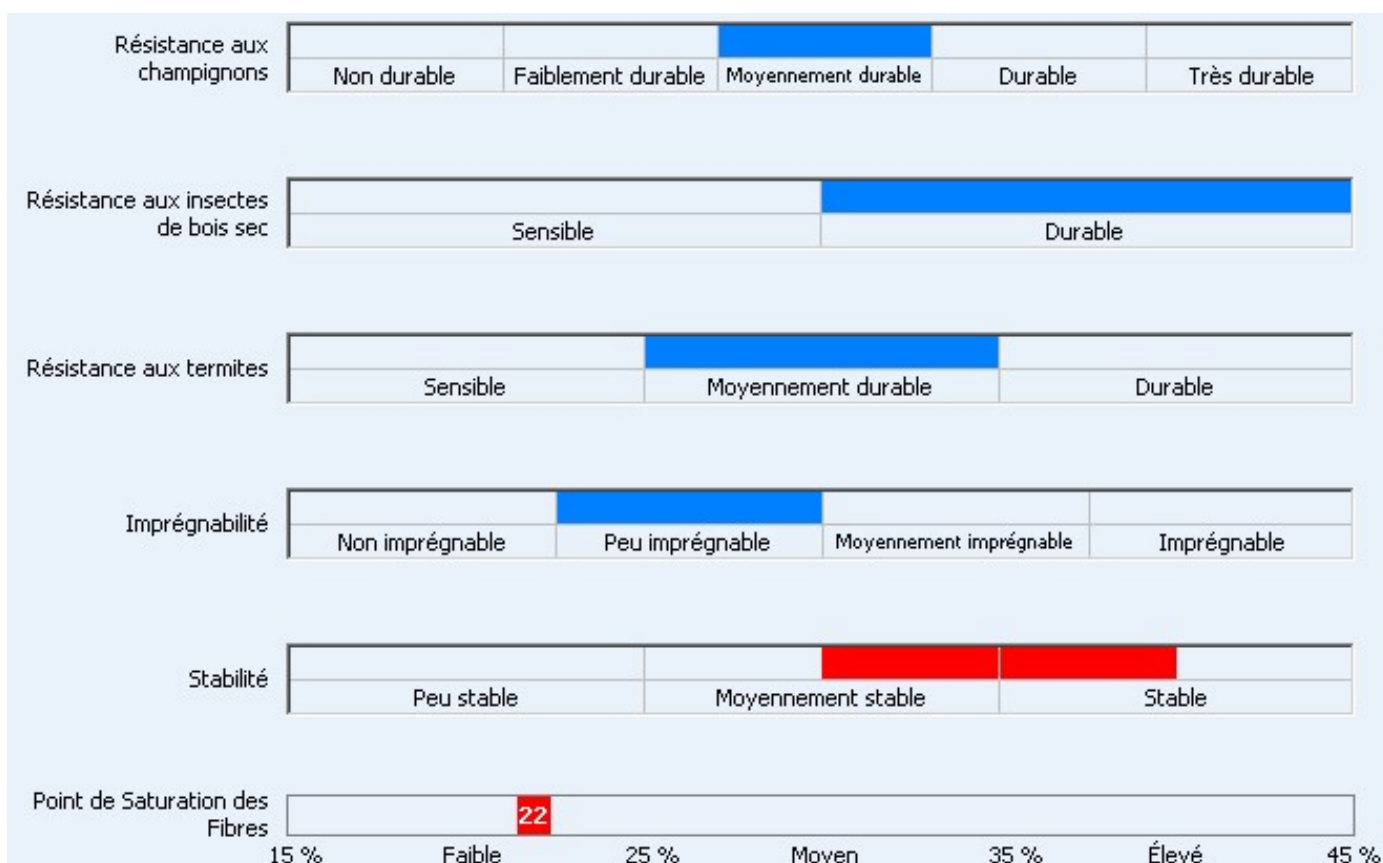 Résistance aux
champignons
Non durable Faiblement durable Moyennement durable Durable Très durable
Résistance aux insectes
de bois sec
Sensible Durable
Résistance aux termites
Sensible Moyennement durable Durable
Imprégnabilité
Non imprégnable Peu imprégnable Moyennement imprégnable Imprégnable
Stabilité
Peu stable Moyennement stable Stable
Point de Saturation des
Fibres
22
15 % Faible 25 % Moyen 35 % Élevé 45 %